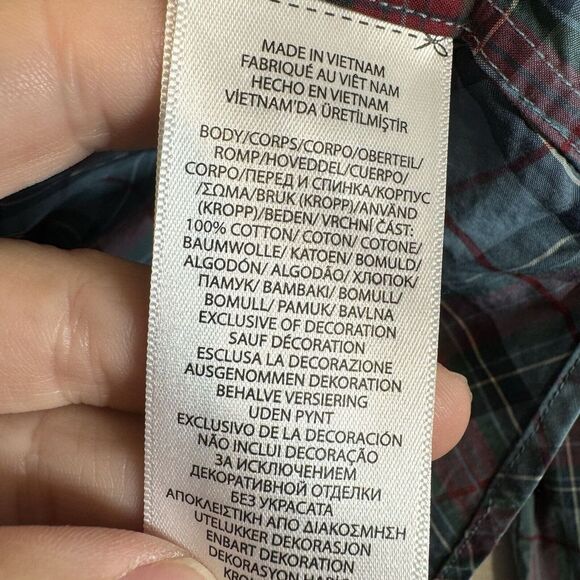 MADE IN VIETNAM
FABRIQUÉ AU VIÊT NAM
HECHO EN VIETNAM
VİETNAM'DA ÜRETİLMİŞTİR
BODY/CORPS/CORPO/OBERTEIL/
ROMP/HOVEDDEL/CUERPO/
CORPO/ПЕРЕД И СПИНКА/КОРПУС
/ΣΩΜΑ/BRUK (KROPP)/ANVÄND
(KROPP)/BEDEN/ VRCHNÍ ČÁST:
100% COTTON/ COTON/ COTONE/
BAUMWOLLE/ KATOEN/ BOMULD/
ALGODÓN/ ALGODÃO/ ХЛОПОК/
ПАМУК/ BAMBAKI/ BOMULL/
BOMULL/ PAMUK/ BAVLNA
EXCLUSIVE OF DECORATION
SAUF DÉCORATION
ESCLUSA LA DECORAZIONE
AUSGENOMMEN DEKORATION
BEHALVE VERSIERING
UDEN PYNT
EXCLUSIVO DE LA DECORACIÓN
NÃO INCLUI DECORAÇÃO
ЗА ИСКЛЮЧЕНИЕМ
ДЕКОРАТИВНОЙ ОТДЕЛКИ
БЕЗ УКРАСАТА
ΑΠΟΚΛΕΙΣΤΙΚΗ ΑΠΟ ΔΙΑΚΟΣΜΗΣΗ
UTELUKKER DEKORASJON
ENBART DEKORATION
DEKORASYON